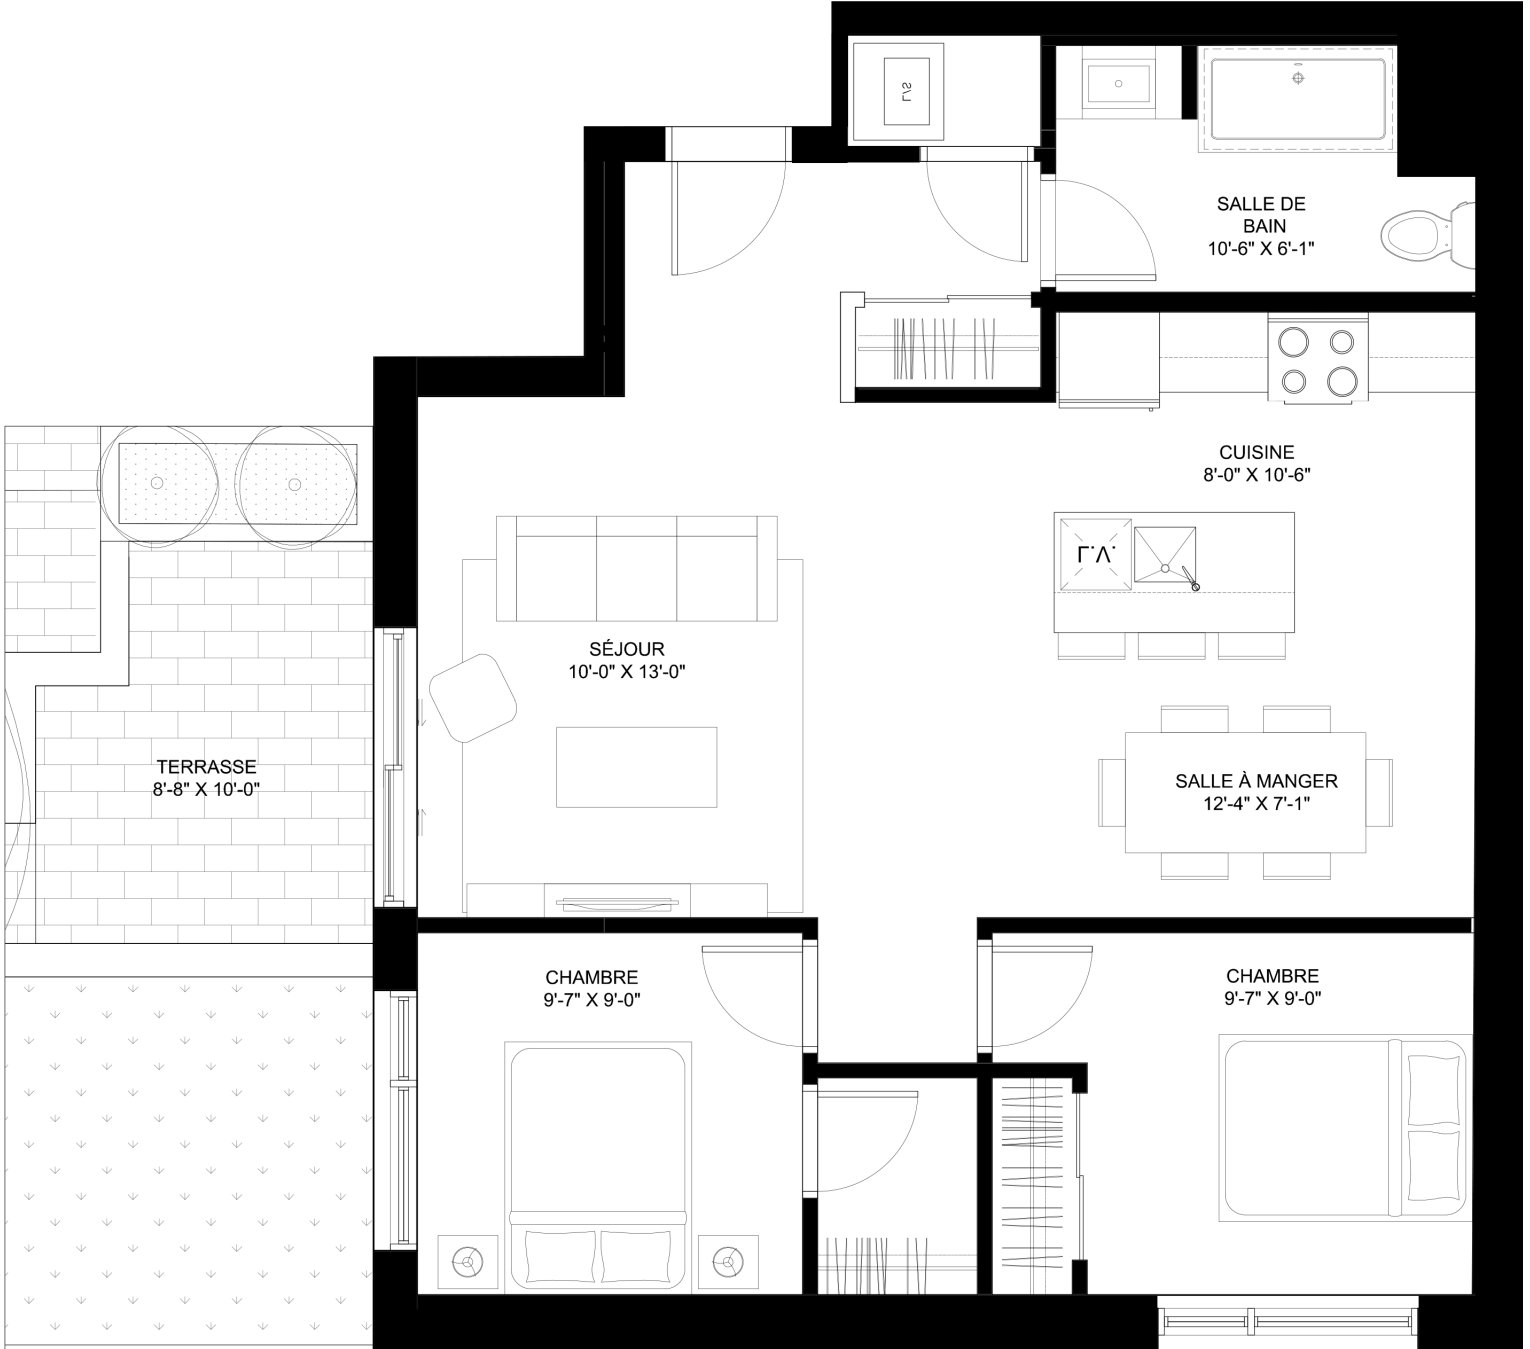 L/S
SALLE DE
BAIN
10'-6" X 6'-1"
CUISINE
8'-0" X 10'-6"
L.V.
SÉJOUR
10'-0" X 13'-0"
TERRASSE
8'-8" X 10'-0"
SALLE À MANGER
12'-4" X 7'-1"
CHAMBRE
9'-7" X 9'-0"
CHAMBRE
9'-7" X 9'-0"